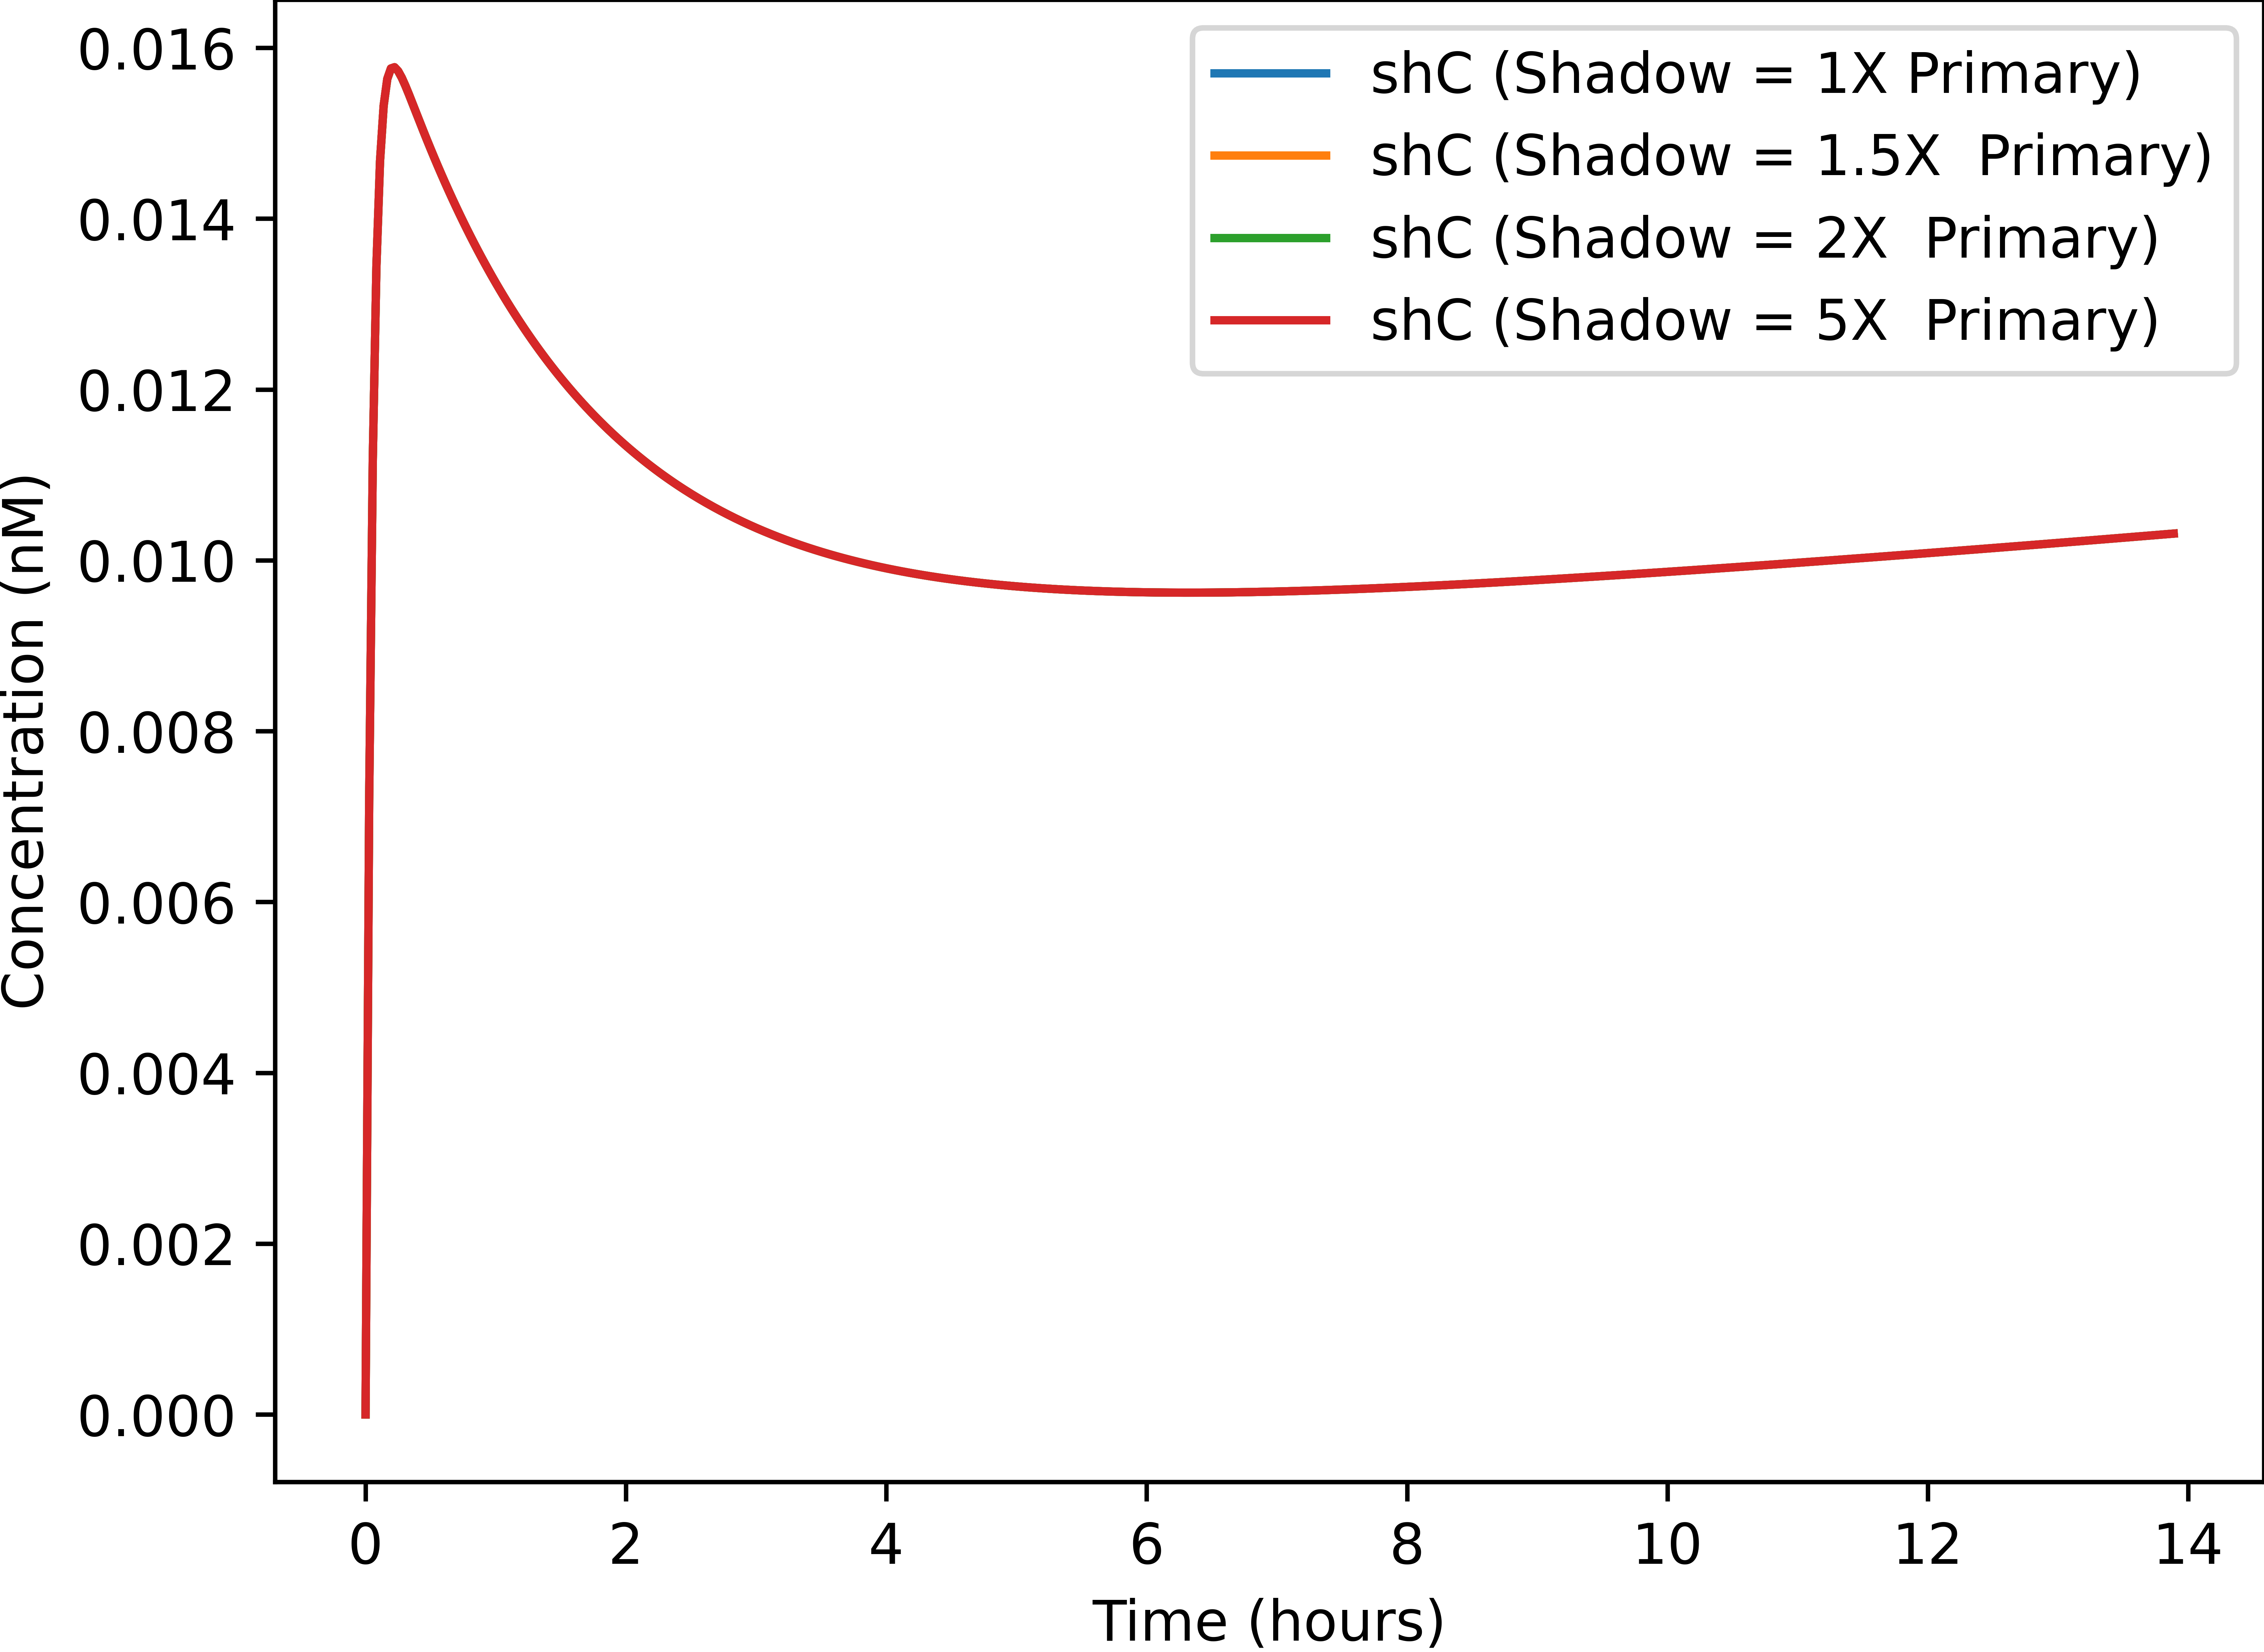 0.016
0.014
0.012
0.010
0.008
0.006
0.004
0.002
0.000
Concentration (nM)
shC (Shadow = 1X Primary)
shC (Shadow = 1.5X  Primary)
shC (Shadow = 2X  Primary)
shC (Shadow = 5X  Primary)
0 2 4 6 8 10 12 14
Time (hours)